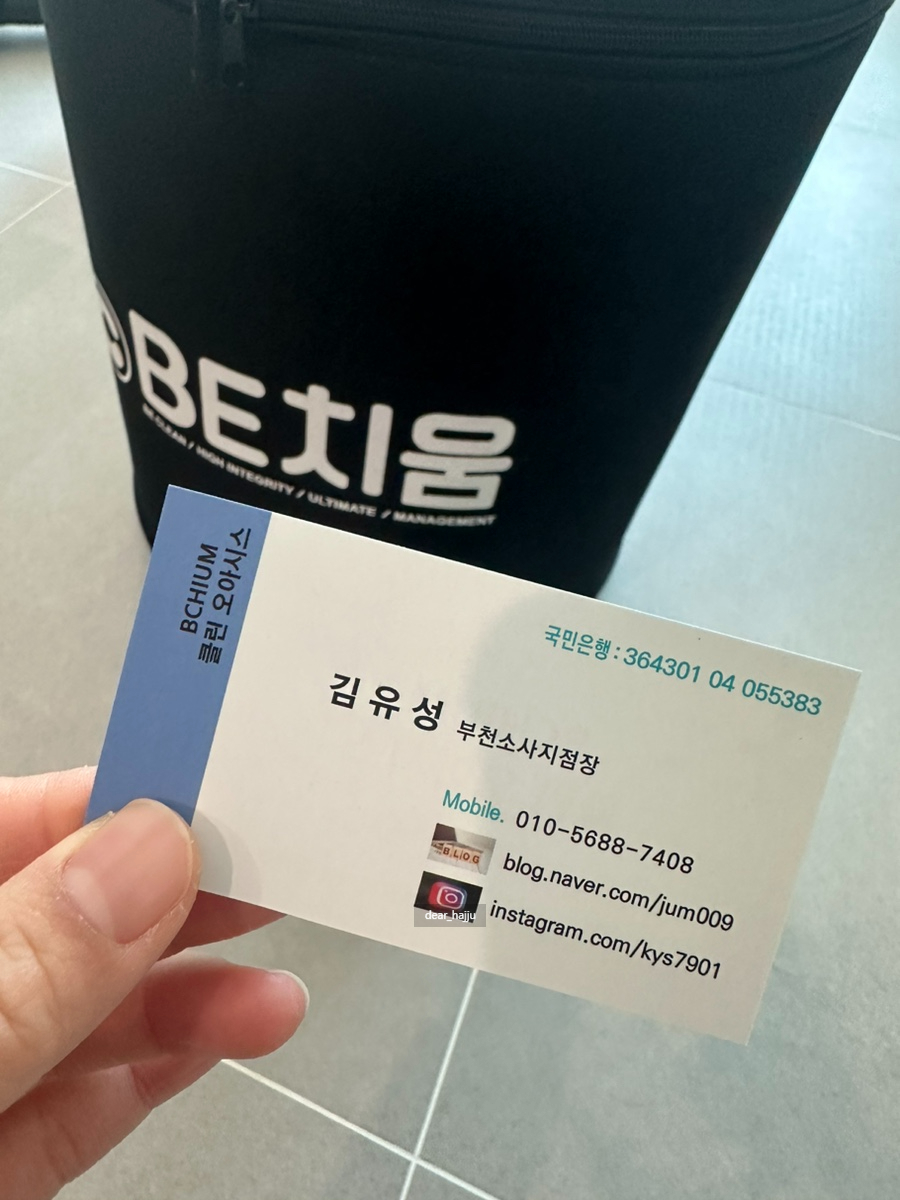 BE치움
BE CLEAN / HIGH INTEGRITY / ULTIMATE / MANAGEMENT
BCHIUM
클린 오아시스
국민은행 : 364301 04 055383
김 유 성 부천소사지점장
Mobile. 010-5688-7408
BLOG blog.naver.com/jum009
instagram.com/kys7901
dear_hajju